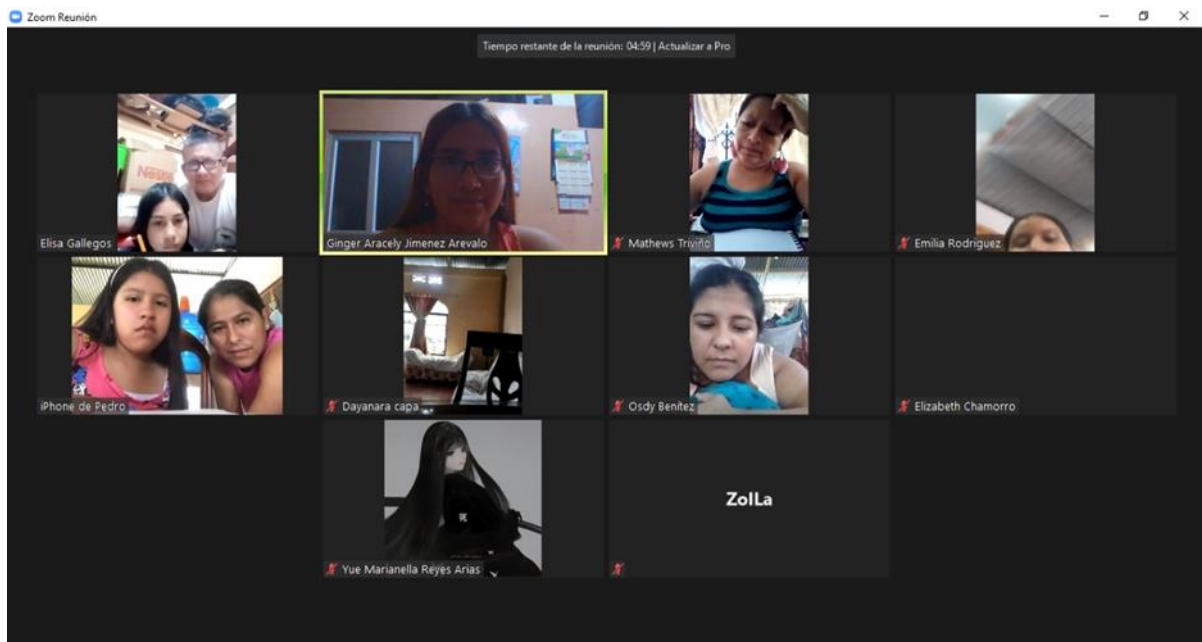 Zoom Reunión
Tiempo restante de la reunión: 04:59 | Actualizar a Pro
Elisa Gallegos
Ginger Aracely Jimenez Arevalo
Mathews Triviño
Emilia Rodriguez
iPhone de Pedro
Dayanara capa
Osdy Benítez
Elizabeth Chamorro
Yue Marianella Reyes Arias
ZolLa